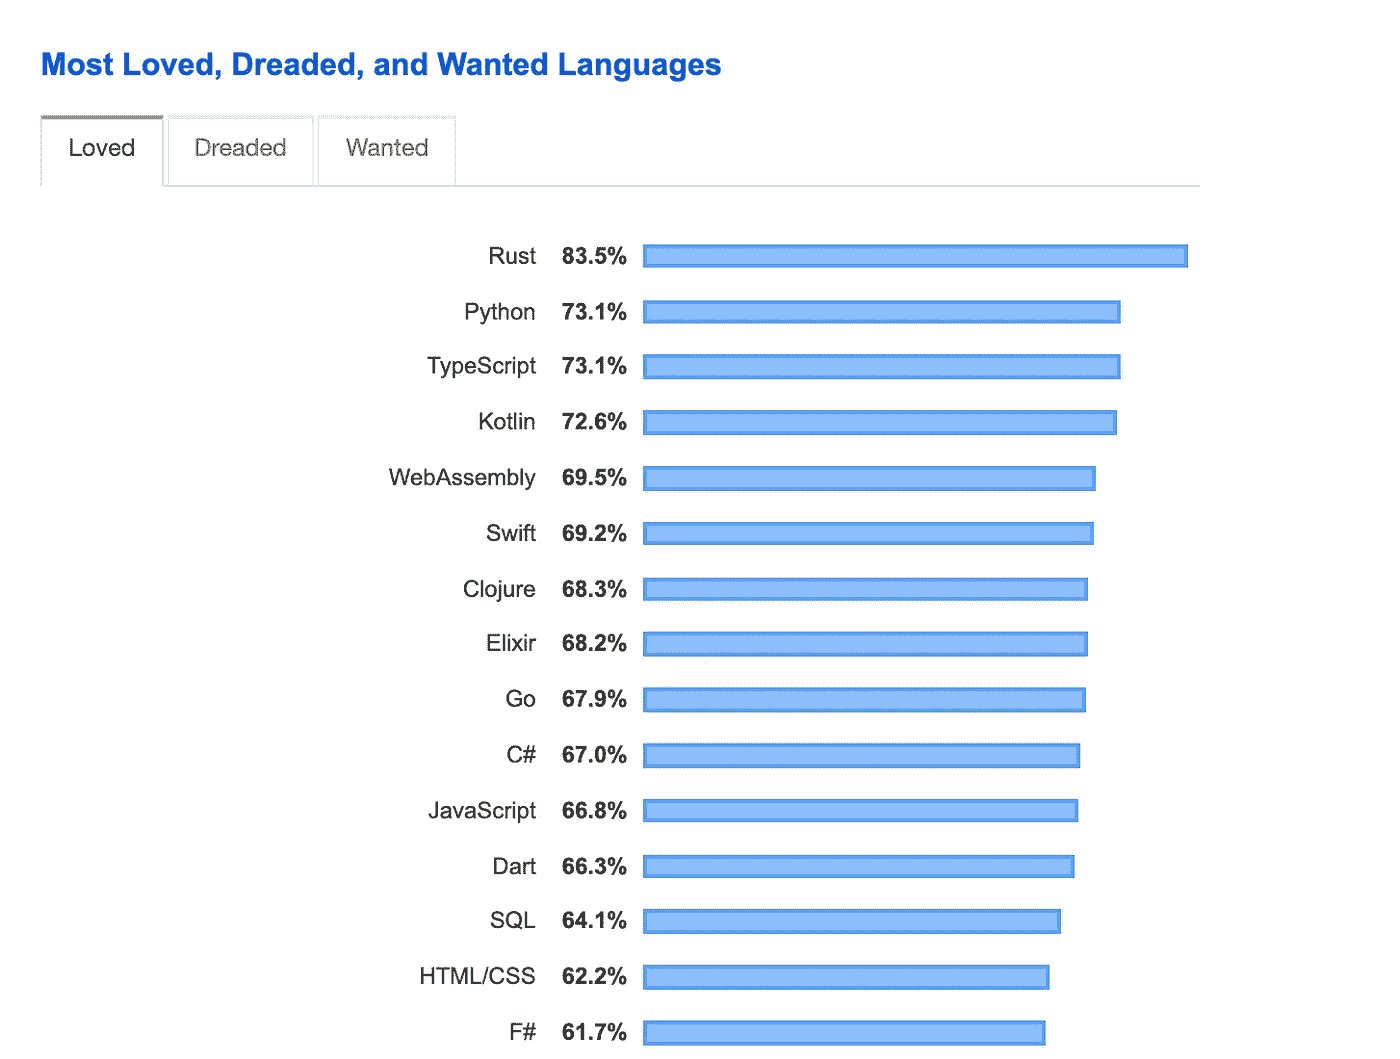 Most Loved, Dreaded, and Wanted Languages
Loved Dreaded Wanted
Rust 83.5%
Python 73.1%
TypeScript 73.1%
Kotlin 72.6%
WebAssembly 69.5%
Swift 69.2%
Clojure 68.3%
Elixir 68.2%
Go 67.9%
C# 67.0%
JavaScript 66.8%
Dart 66.3%
SQL 64.1%
HTML/CSS 62.2%
F# 61.7%